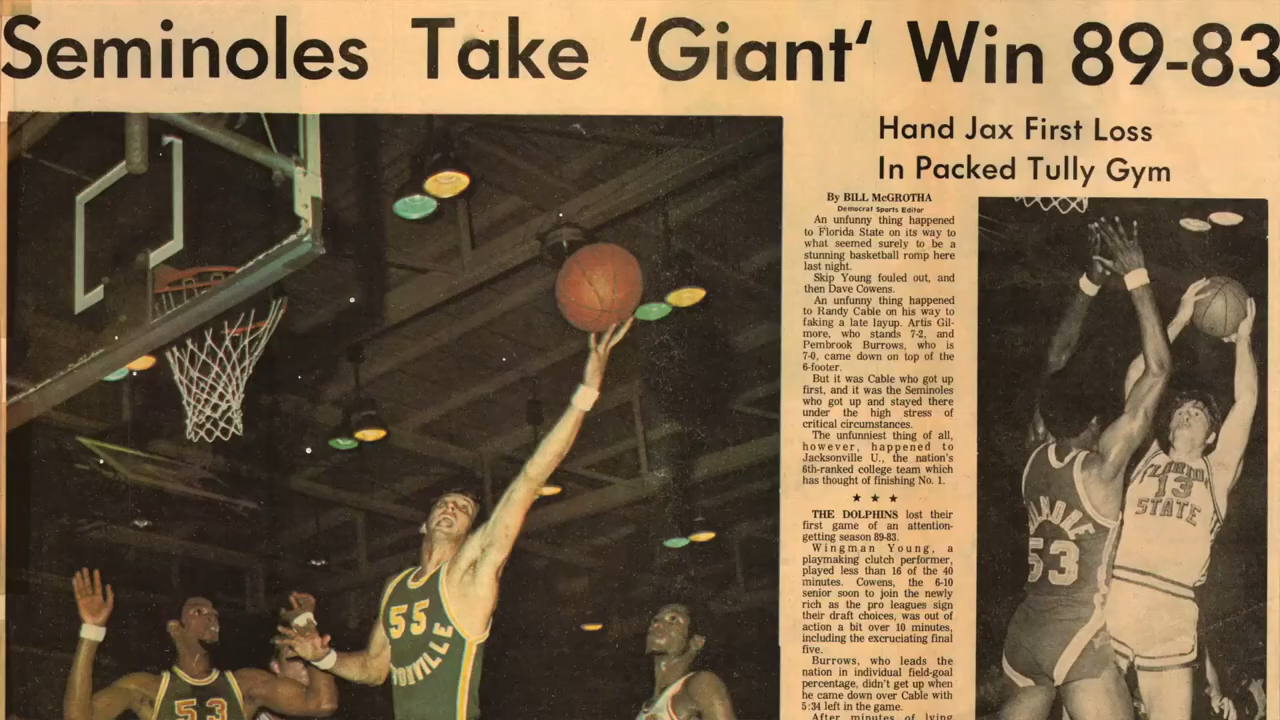 Seminoles Take 'Giant' Win 89-83
Hand Jax First Loss
In Packed Tully Gym
By BILL McGROTHA
Democrat Sports Editor
An unfunny thing happened
to Florida State on its way to
what seemed surely to be a
stunning basketball romp here
last night.
Skip Young fouled out, and
then Dave Cowens.
An unfunny thing happened
to Randy Cable on his way to
faking a late layup. Artis Gil-
more, who stands 7-2, and
Pembrook Burrows, who is
7-0, came down on top of the
6-footer.
But it was Cable who got up
first, and it was the Seminoles
who got up and stayed there
under the high stress of
critical circumstances.
The unfunniest thing of all,
however, happened to
Jacksonville U., the nation's
6th-ranked college team which
has thought of finishing No. 1.
★ ★ ★
THE DOLPHINS lost their
first game of an attention-
getting season 89-83.
Wingman Young, a
playmaking clutch performer,
played less than 16 of the 40
minutes. Cowens, the 6-10
senior soon to join the newly
rich as the pro leagues sign
their draft choices, was out of
action a bit over 10 minutes,
including the excruciating final
five.
Burrows, who leads the
nation in individual field-goal
percentage, didn't get up when
he came down over Cable with
5:34 left in the game.
After minutes of lying
55
53
53
FLORIDA
13
STATE